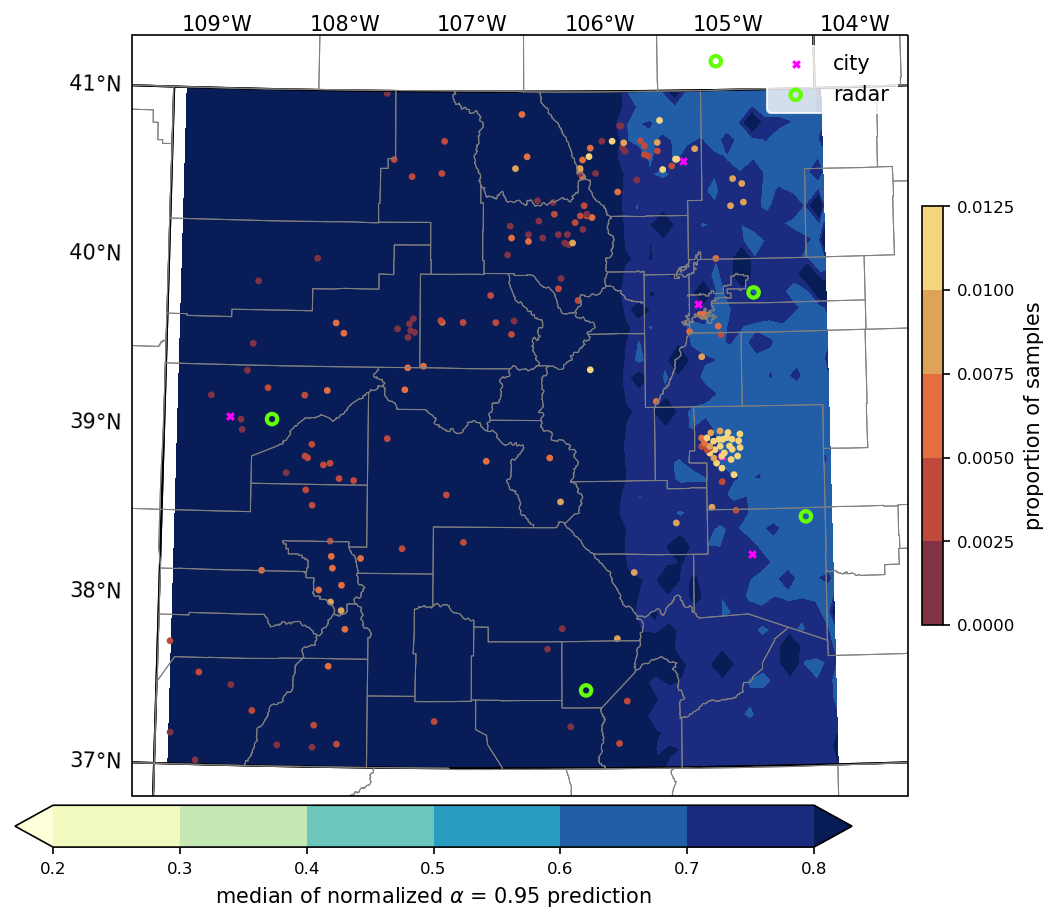 109°W 108°W 107°W 106°W 105°W 104°W
41°N
40°N
39°N
38°N
37°N
city
radar
0.0125
0.0100
0.0075
0.0050
0.0025
0.0000
proportion of samples
0.2 0.3 0.4 0.5 0.6 0.7 0.8
median of normalized α = 0.95 prediction